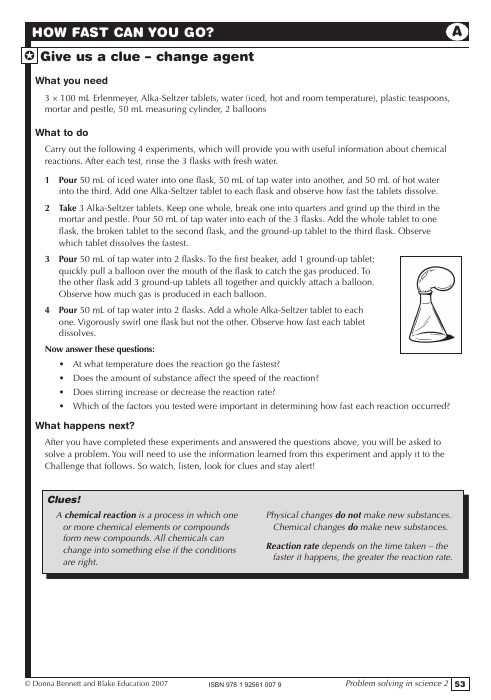 HOW FAST CAN YOU GO?
A
Give us a clue – change agent
What you need
3 × 100 mL Erlenmeyer, Alka-Seltzer tablets, water (iced, hot and room temperature), plastic teaspoons,
mortar and pestle, 50 mL measuring cylinder, 2 balloons
What to do
Carry out the following 4 experiments, which will provide you with useful information about chemical
reactions. After each test, rinse the 3 flasks with fresh water.
1 Pour 50 mL of iced water into one flask, 50 mL of tap water into another, and 50 mL of hot water
into the third. Add one Alka-Seltzer tablet to each flask and observe how fast the tablets dissolve.
2 Take 3 Alka-Seltzer tablets. Keep one whole, break one into quarters and grind up the third in the
mortar and pestle. Pour 50 mL of tap water into each of the 3 flasks. Add the whole tablet to one
flask, the broken tablet to the second flask, and the ground-up tablet to the third flask. Observe
which tablet dissolves the fastest.
3 Pour 50 mL of tap water into 2 flasks. To the first beaker, add 1 ground-up tablet;
quickly pull a balloon over the mouth of the flask to catch the gas produced. To
the other flask add 3 ground-up tablets all together and quickly attach a balloon.
Observe how much gas is produced in each balloon.
4 Pour 50 mL of tap water into 2 flasks. Add a whole Alka-Seltzer tablet to each
one. Vigorously swirl one flask but not the other. Observe how fast each tablet
dissolves.
Now answer these questions:
• At what temperature does the reaction go the fastest?
• Does the amount of substance affect the speed of the reaction?
• Does stirring increase or decrease the reaction rate?
• Which of the factors you tested were important in determining how fast each reaction occurred?
What happens next?
After you have completed these experiments and answered the questions above, you will be asked to
solve a problem. You will need to use the information learned from this experiment and apply it to the
Challenge that follows. So watch, listen, look for clues and stay alert!
Clues!
A chemical reaction is a process in which one
or more chemical elements or compounds
form new compounds. All chemicals can
change into something else if the conditions
are right.
Physical changes do not make new substances.
Chemical changes do make new substances.
Reaction rate depends on the time taken – the
faster it happens, the greater the reaction rate.
© Donna Bennett and Blake Education 2007
ISBN 978 1 92561 007 9
Problem solving in science 2 53